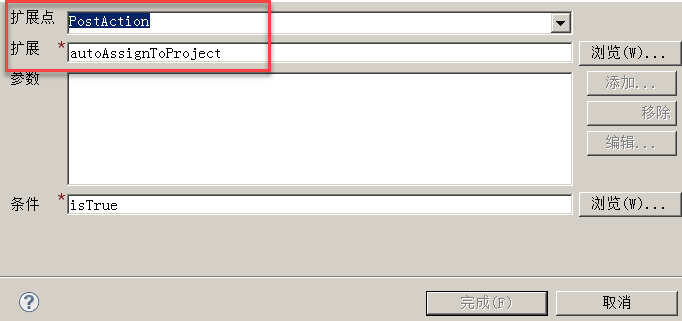 扩展点 PostAction
扩展 * autoAssignToProject 浏览(W)...
参数
添加...
移除
编辑...
条件 * isTrue 浏览(W)...
? 完成(F) 取消